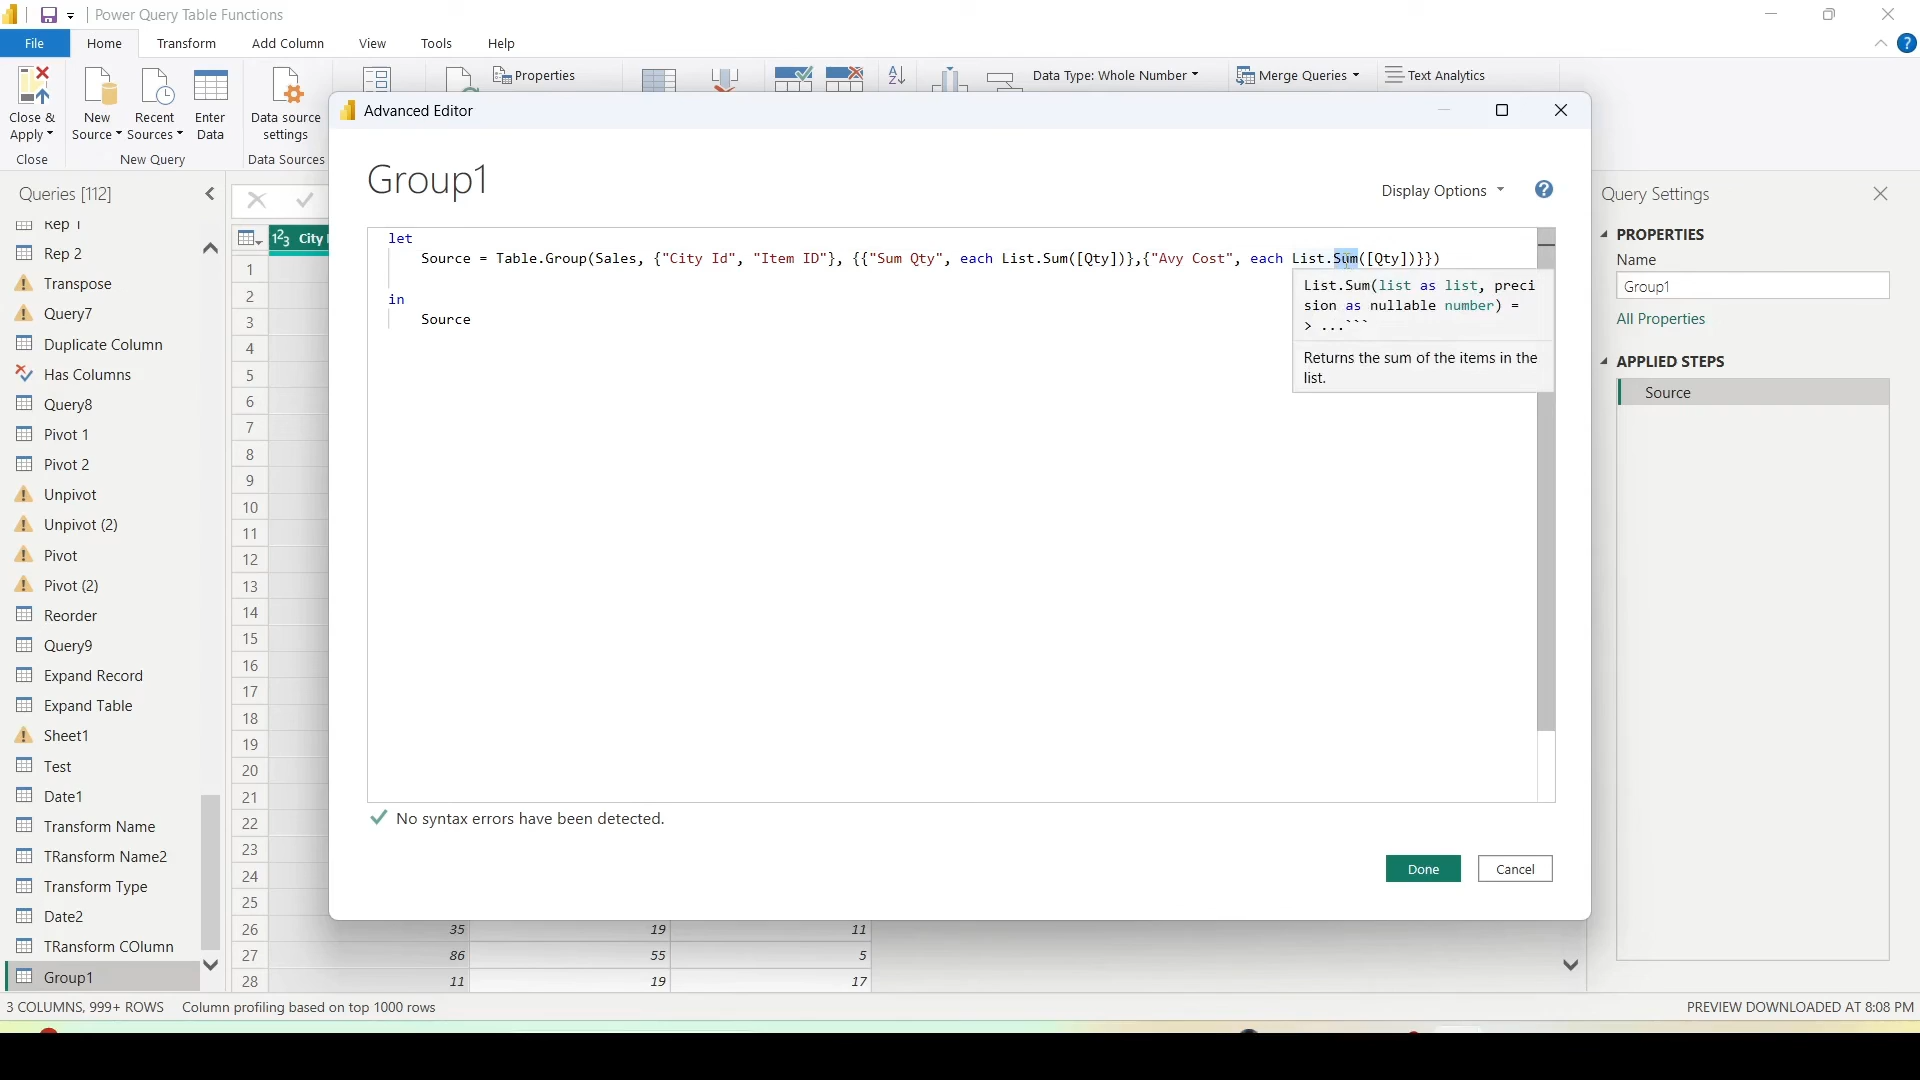 Power Query Table Functions
File Home Transform Add Column View Tools Help
Close & Apply
New Source
Recent Sources
Enter Data
Data source settings
Properties
Data Type: Whole Number
Merge Queries
Text Analytics
Close
New Query
Data Sources
Queries [112]
Rep 1
Rep 2
Transpose
Query7
Duplicate Column
Has Columns
Query8
Pivot 1
Pivot 2
Unpivot
Unpivot (2)
Pivot
Pivot (2)
Reorder
Query9
Expand Record
Expand Table
Sheet1
Test
Date1
Transform Name
TRansform Name2
Transform Type
Date2
TRansform COlumn
Group1
1²3 City
1
2
3
4
5
6
7
8
9
10
11
12
13
14
15
16
17
18
19
20
21
22
23
24
25
26 35 19 11
27 86 55 5
28 11 19 17
Advanced Editor
Group1
Display Options
let
Source = Table.Group(Sales, {"City Id", "Item ID"}, {{"Sum Qty", each List.Sum([Qty])},{"Avy Cost", each List.Sum([Qty])}})
in
Source
List.Sum(list as list, preci
sion as nullable number) =
> ...```
Returns the sum of the items in the
list.
No syntax errors have been detected.
Done Cancel
Query Settings
PROPERTIES
Name
Group1
All Properties
APPLIED STEPS
Source
3 COLUMNS, 999+ ROWS Column profiling based on top 1000 rows
PREVIEW DOWNLOADED AT 8:08 PM